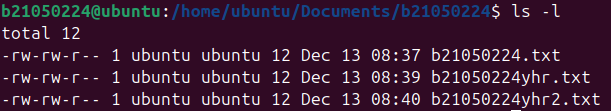 b21050224@ubuntu:/home/ubuntu/Documents/b21050224$ ls -l
total 12
-rw-rw-r-- 1 ubuntu ubuntu 12 Dec 13 08:37 b21050224.txt
-rw-rw-r-- 1 ubuntu ubuntu 12 Dec 13 08:39 b21050224yhr.txt
-rw-rw-r-- 1 ubuntu ubuntu 12 Dec 13 08:40 b21050224yhr2.txt